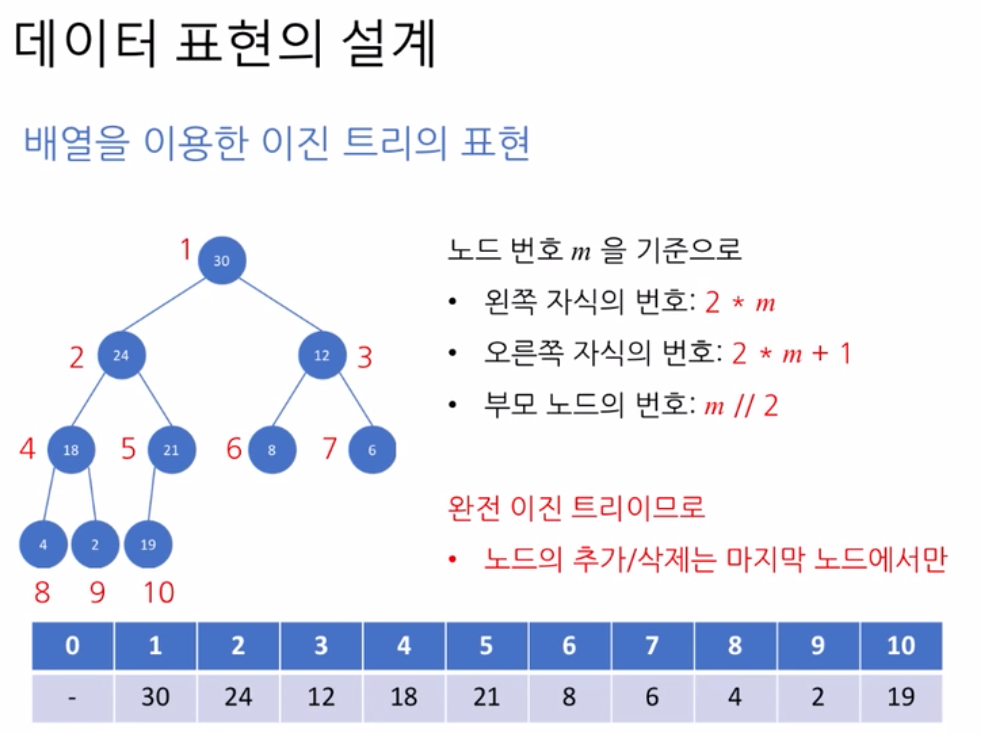 데이터 표현의 설계
배열을 이용한 이진 트리의 표현
1 30
2 24 12 3
4 18 5 21 6 8 7 6
4 2 19
8 9 10
노드 번호 m 을 기준으로
• 왼쪽 자식의 번호: 2 * m
• 오른쪽 자식의 번호: 2 * m + 1
• 부모 노드의 번호: m // 2
완전 이진 트리이므로
• 노드의 추가/삭제는 마지막 노드에서만
0 1 2 3 4 5 6 7 8 9 10
- 30 24 12 18 21 8 6 4 2 19